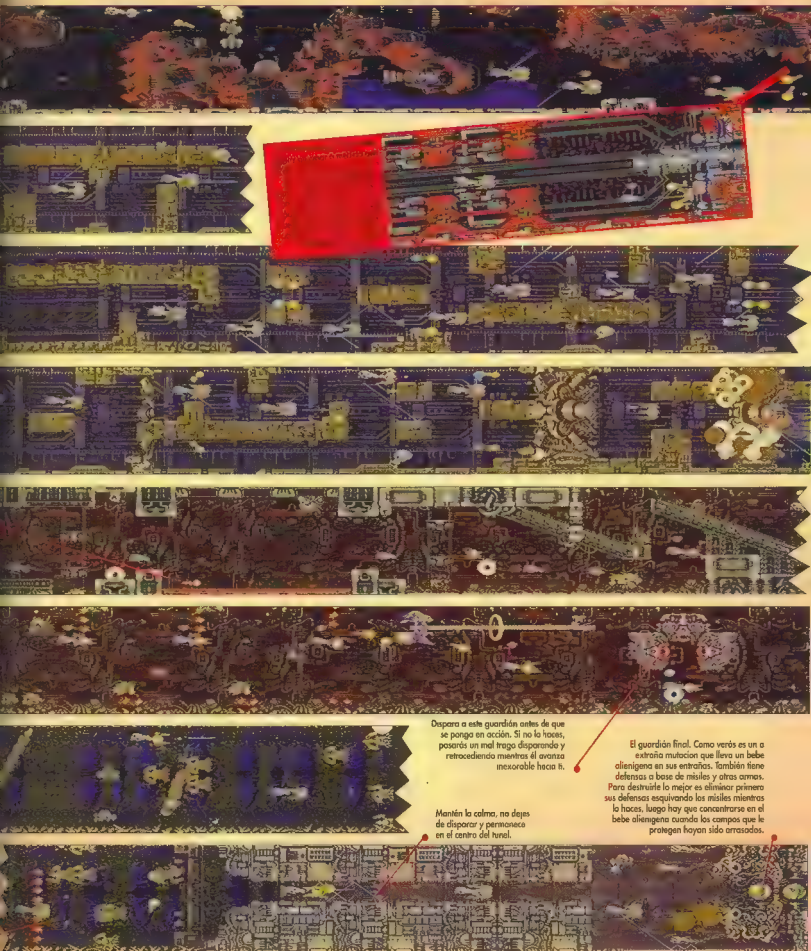 Dispara a este guardián antes de que
se ponga en acción. Si no lo haces,
pasarás un mal trago disparando y
retrocediendo mientras él avanza
inexorable hacia ti.
Mantén la calma, no dejes
de disparar y permanece
en el centro del tunel.
El guardián final. Como verás es un a
extraña mutacion que lleva un bebe
alienigena en sus entrañas. También tiene
defensas a base de misiles y otras armas.
Para destruirle lo mejor es eliminar primero
sus defensas esquivando los misiles mientras
lo haces, luego hay que concentrarse en el
bebe alienigena cuando los campos que le
protegen hayan sido arrasados.